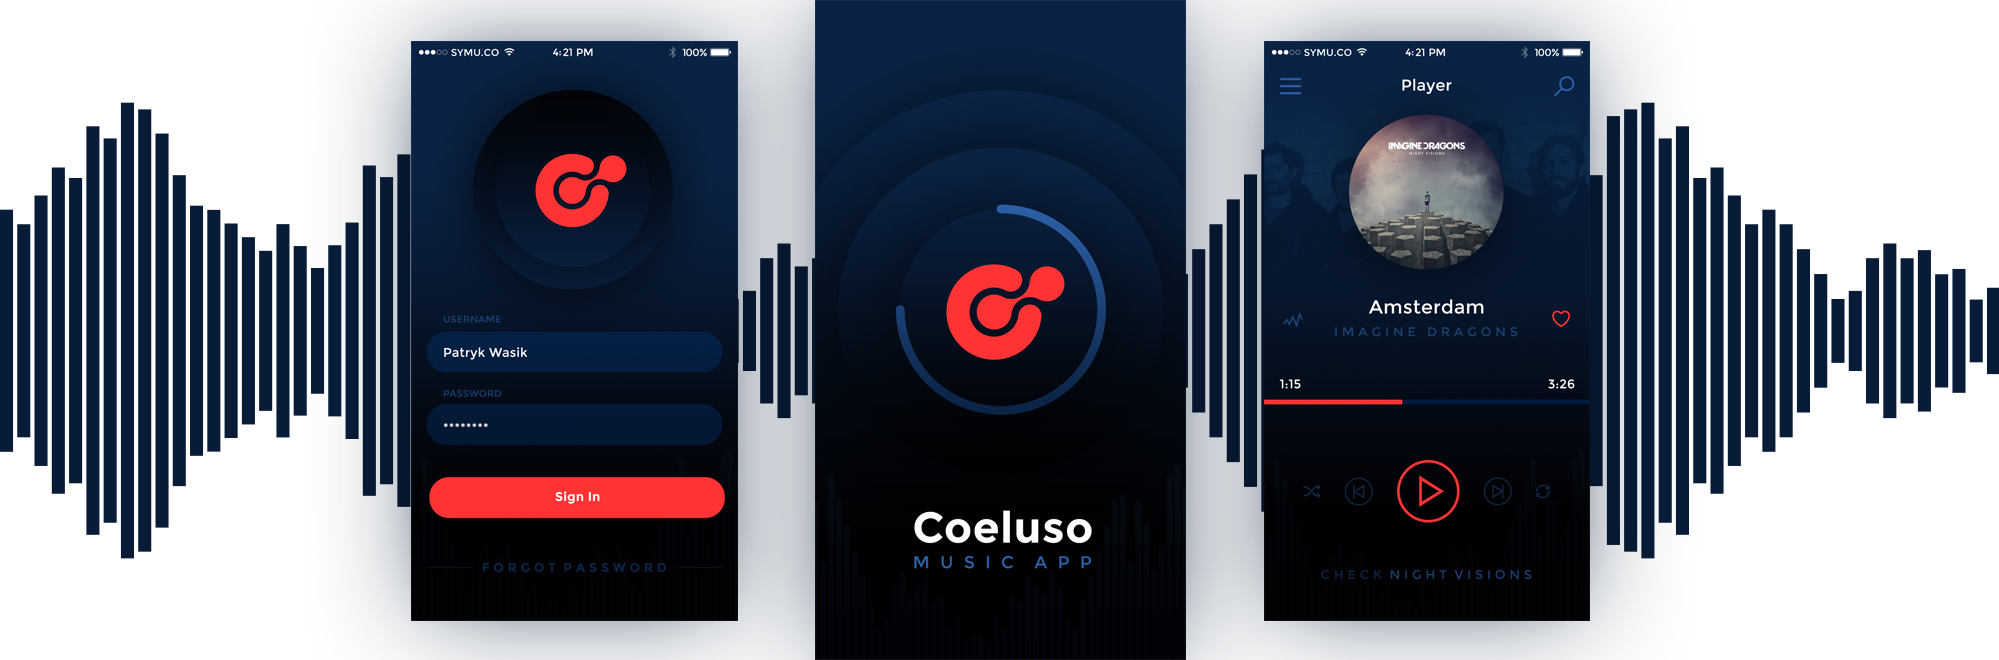 SYMU.CO
4:21 PM
100%
USERNAME
Patryk Wasik
PASSWORD
********
Sign In
FORGOT PASSWORD
Coeluso
MUSIC APP
SYMU.CO
4:21 PM
100%
Player
IMAGINE DRAGONS
NIGHT VISIONS
Amsterdam
IMAGINE DRAGONS
1:15
3:26
CHECK NIGHT VISIONS